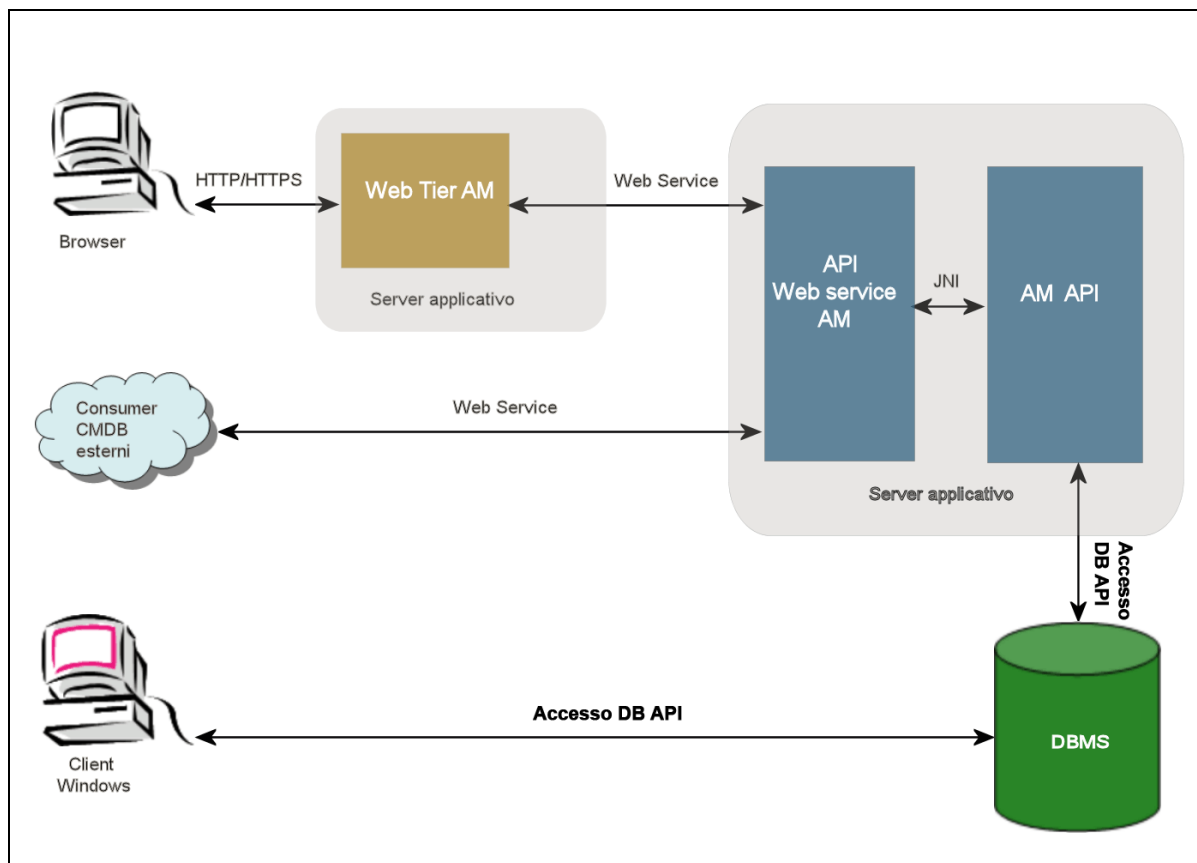 HTTP/HTTPS
Browser
Web Tier AM
Server applicativo
Web Service
API
Web service
AM
JNI
AM API
Server applicativo
Consumer
CMDB
esterni
Web Service
Accesso
DB API
Client
Windows
Accesso DB API
DBMS